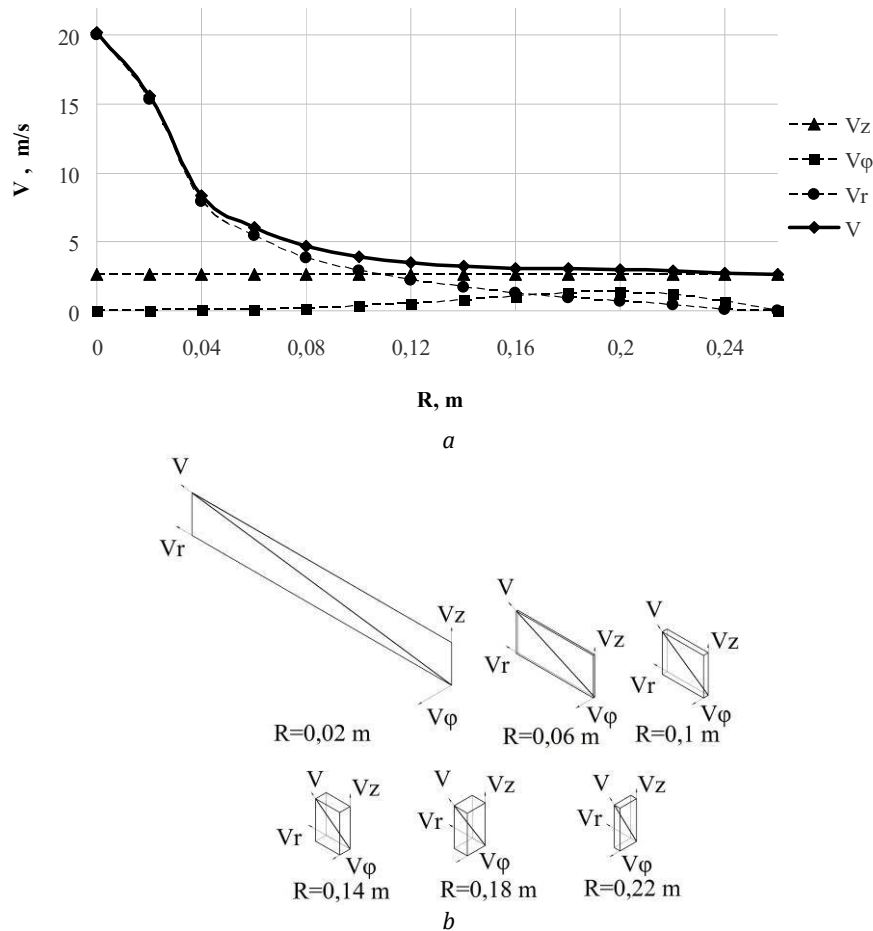 20
15
10
5
0
V , m/s
0 0,04 0,08 0,12 0,16 0,2 0,24
R, m
Vz
Vφ
Vr
V
a
V
Vr
Vz
Vφ
R=0,02 m
V
Vr
Vz
Vφ
R=0,06 m
V
Vr
Vz
Vφ
R=0,1 m
V
Vz
Vr
Vφ
R=0,14 m
V
Vz
Vr
Vφ
R=0,18 m
V
Vz
Vr
Vφ
R=0,22 m
b